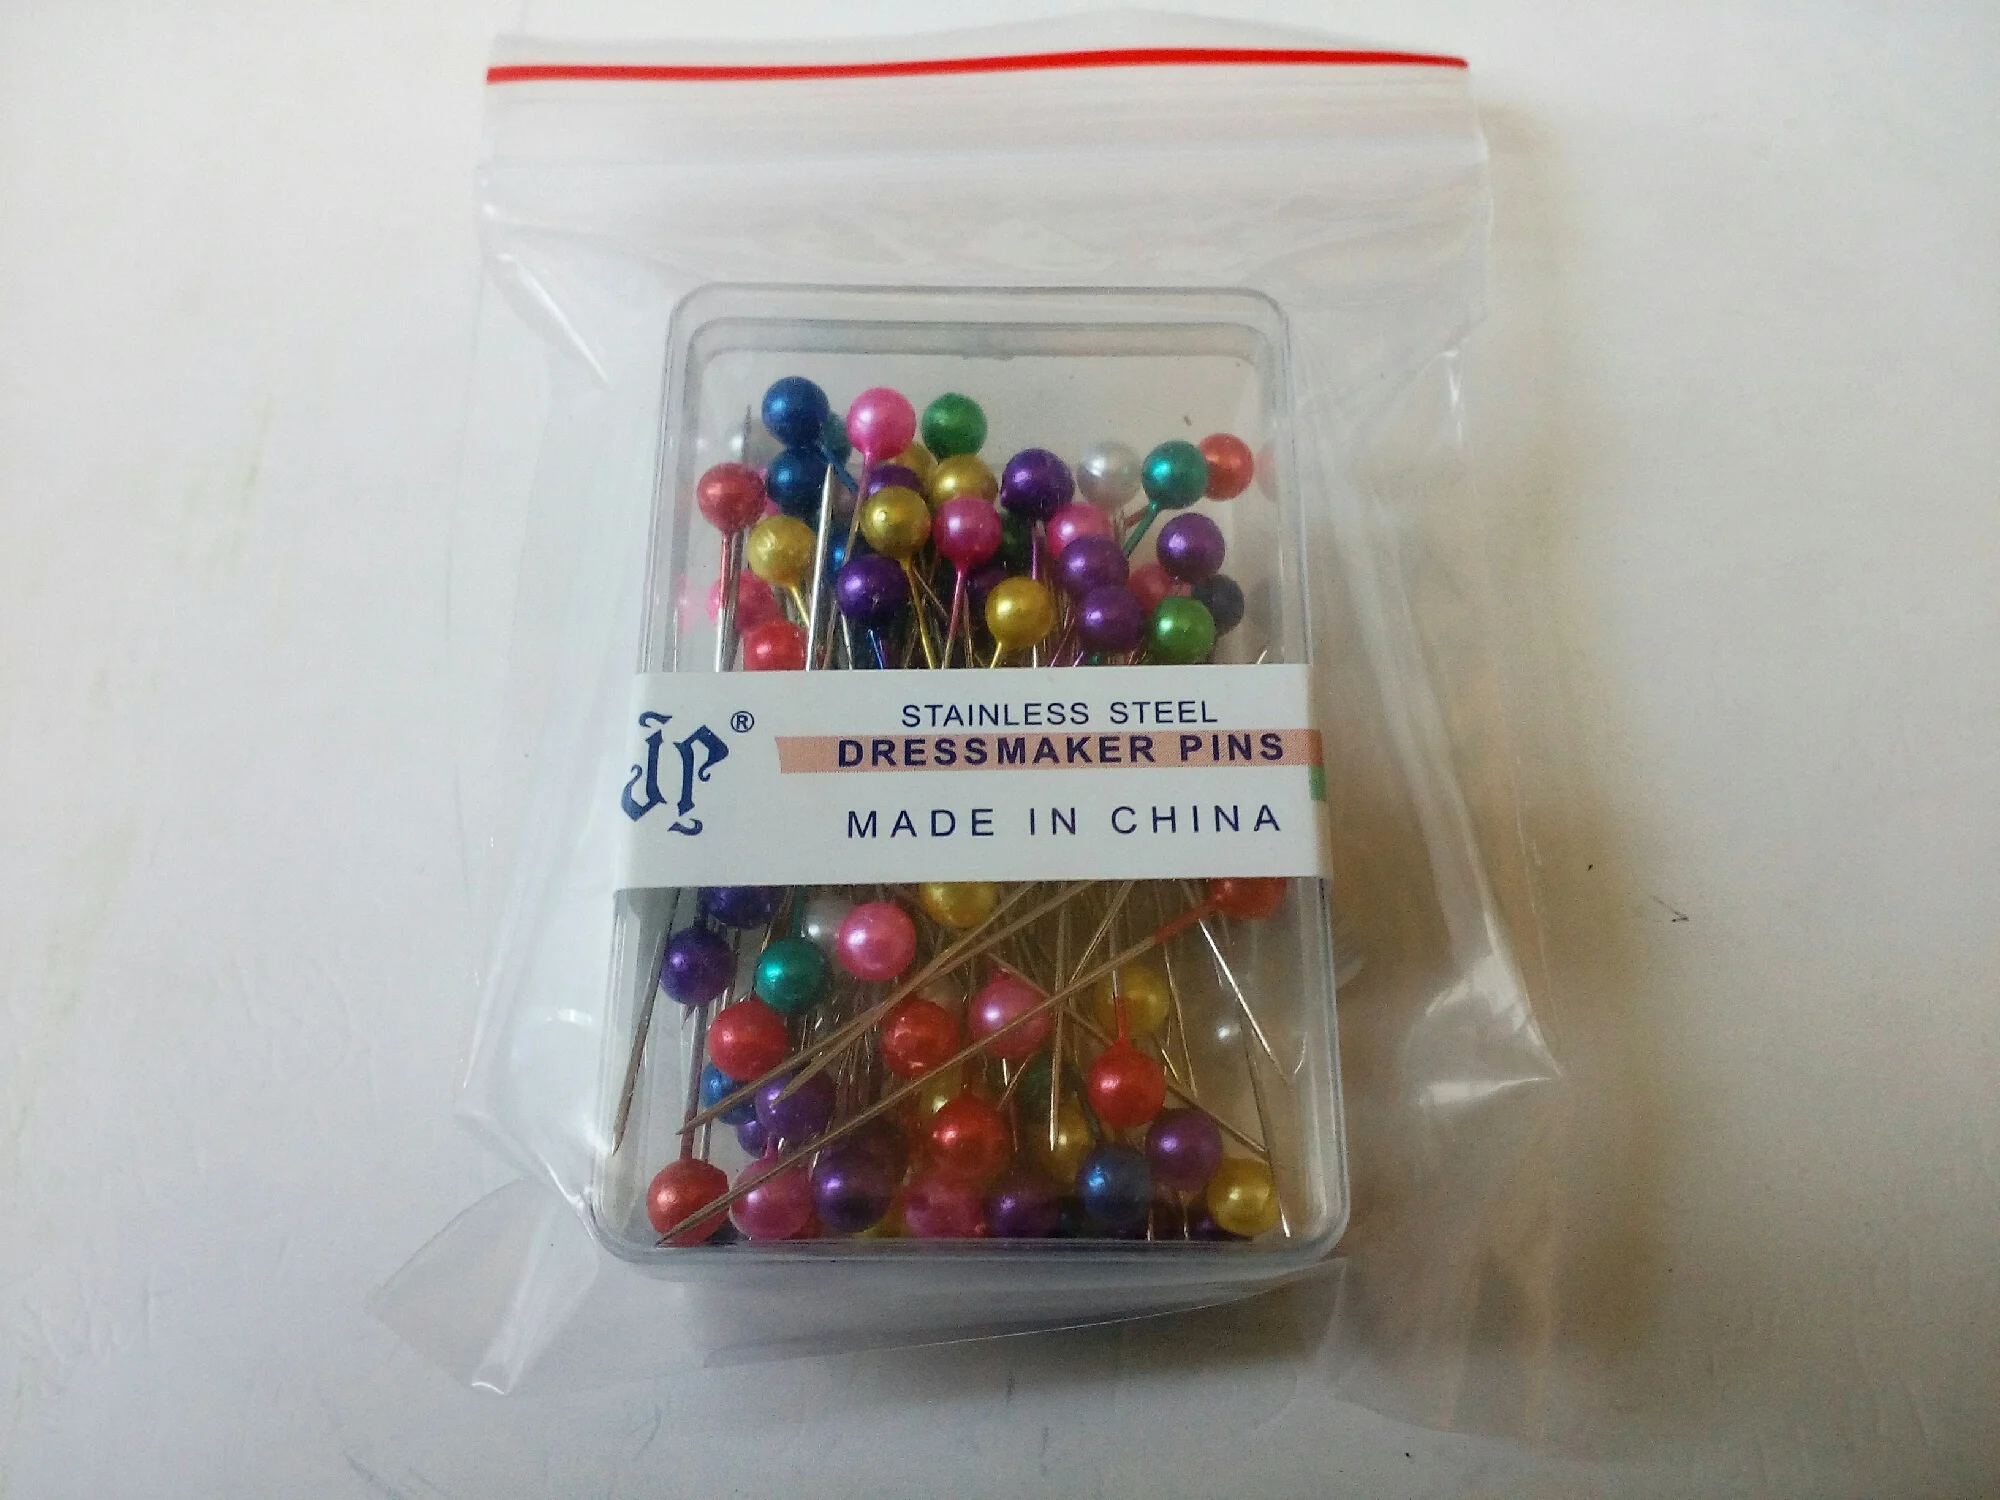 JP®
STAINLESS STEEL
DRESSMAKER PINS
MADE IN CHINA